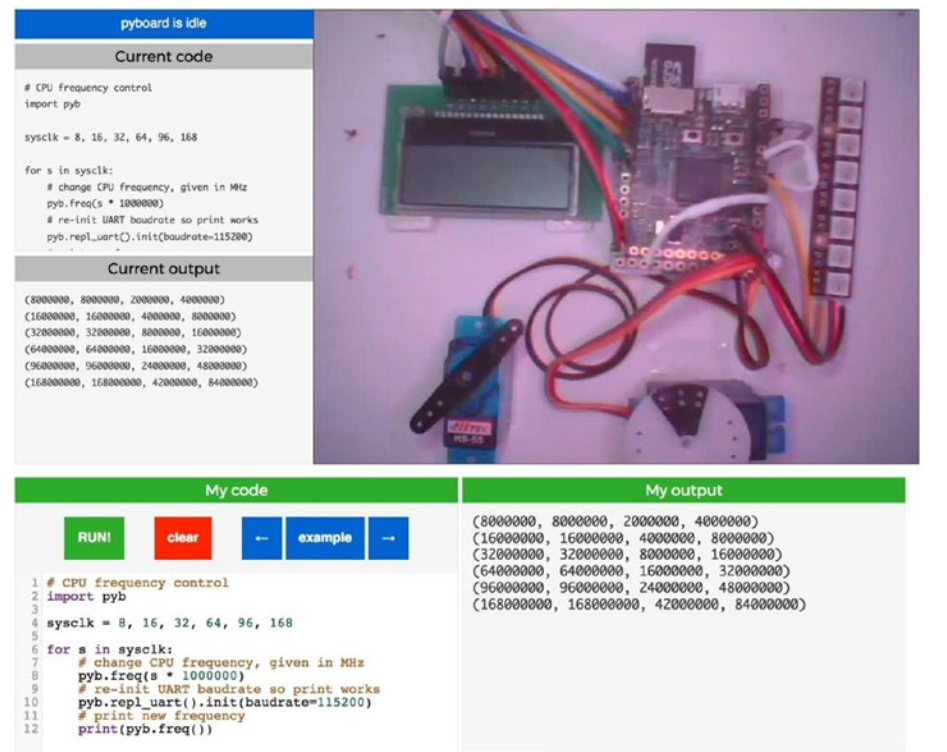 pyboard is idle
Current code
# CPU frequency control
import pyb
sysclk = 8, 16, 32, 64, 96, 168
for s in sysclk:
# change CPU frequency, given in MHz
pyb.freq(s * 1000000)
# re-init UART baudrate so print works
pyb.repl_uart().init(baudrate=115200)
Current output
(8000000, 8000000, 2000000, 4000000)
(16000000, 16000000, 4000000, 8000000)
(32000000, 32000000, 8000000, 16000000)
(64000000, 64000000, 16000000, 32000000)
(96000000, 96000000, 24000000, 48000000)
(168000000, 168000000, 42000000, 84000000)
HITEC
HS-55
My code
RUN!
clear
← example →
1 # CPU frequency control
2 import pyb
3
4 sysclk = 8, 16, 32, 64, 96, 168
5
6 for s in sysclk:
7 # change CPU frequency, given in MHz
8 pyb.freq(s * 1000000)
9 # re-init UART baudrate so print works
10 pyb.repl_uart().init(baudrate=115200)
11 # print new frequency
12 print(pyb.freq())
My output
(8000000, 8000000, 2000000, 4000000)
(16000000, 16000000, 4000000, 8000000)
(32000000, 32000000, 8000000, 16000000)
(64000000, 64000000, 16000000, 32000000)
(96000000, 96000000, 24000000, 48000000)
(168000000, 168000000, 42000000, 84000000)